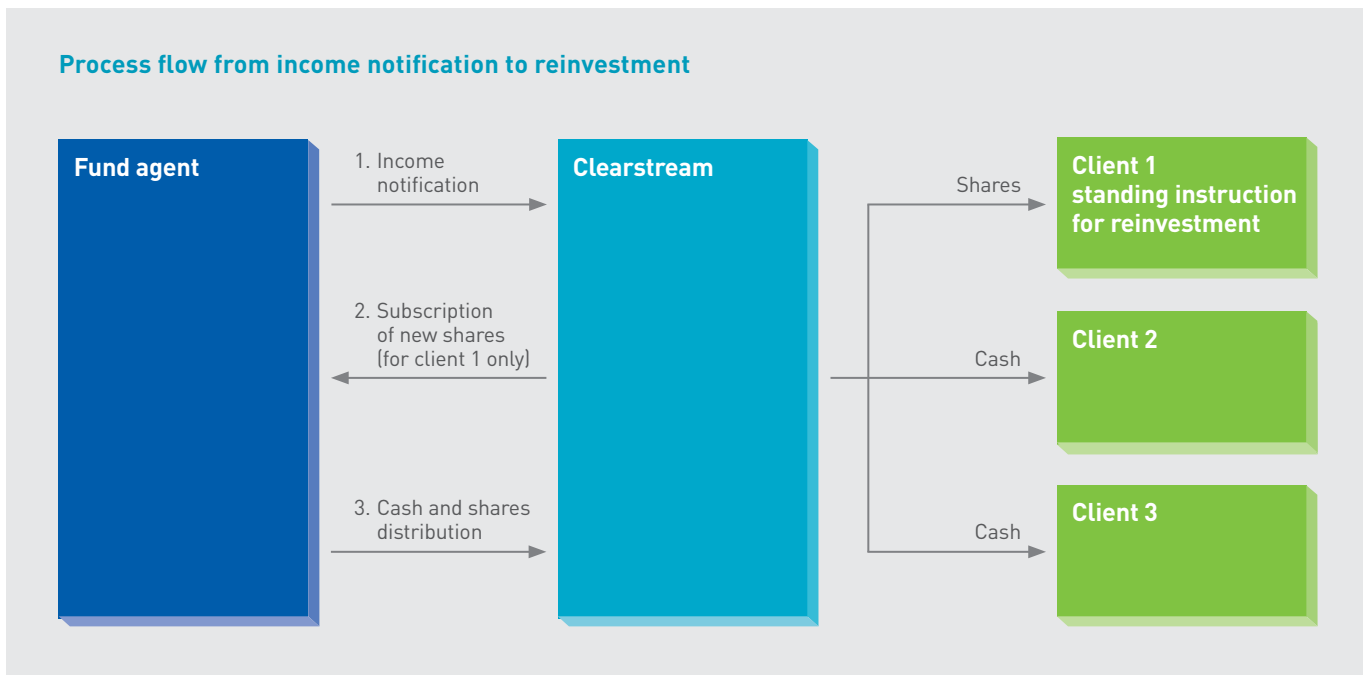 Process flow from income notification to reinvestment
Fund agent
1. Income
notification
2. Subscription
of new shares
(for client 1 only)
3. Cash and shares
distribution
Clearstream
Shares
Cash
Cash
Client 1
standing instruction
for reinvestment
Client 2
Client 3